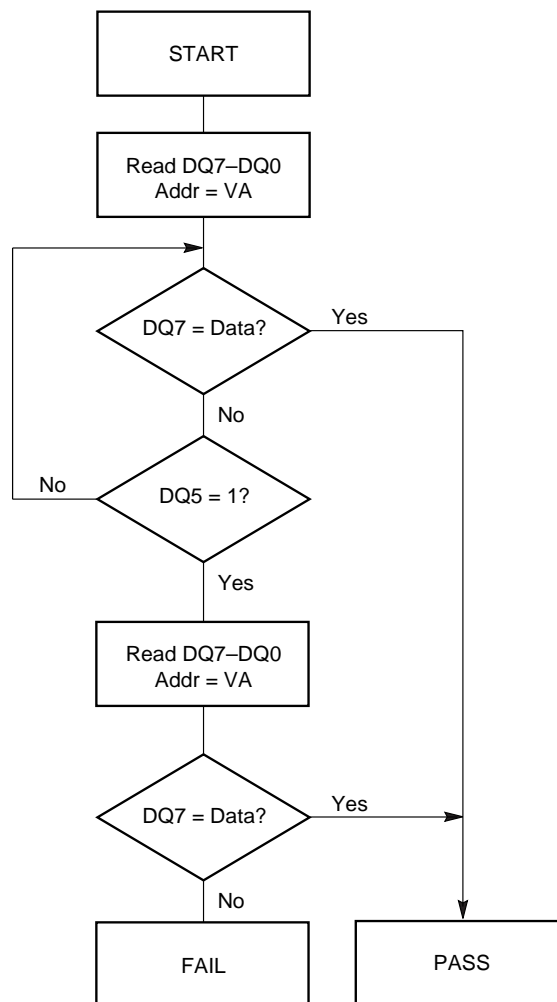 START
Read DQ7–DQ0
Addr = VA
DQ7 = Data?
Yes
No
No
DQ5 = 1?
Yes
Read DQ7–DQ0
Addr = VA
DQ7 = Data?
Yes
No
FAIL
PASS